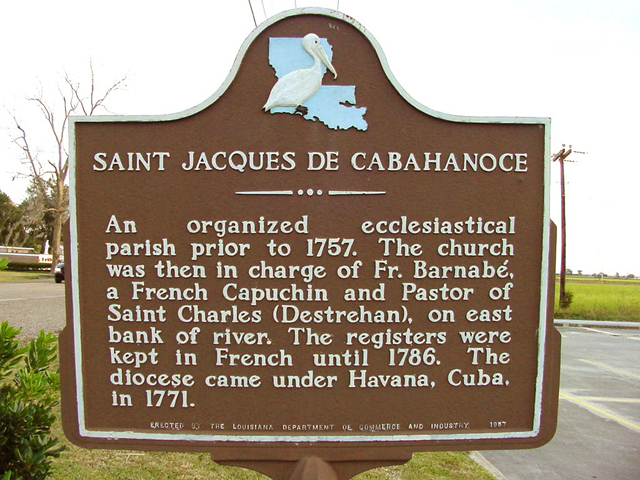 SAINT JACQUES DE CABAHANOCE
An organized ecclesiastical
parish prior to 1757. The church
was then in charge of Fr. Barnabé,
a French Capuchin and Pastor of
Saint Charles (Destrehan), on east
bank of river. The registers were
kept in French until 1786. The
diocese came under Havana, Cuba,
in 1771.
ERECTED BY THE LOUISIANA DEPARTMENT OF COMMERCE AND INDUSTRY 1967